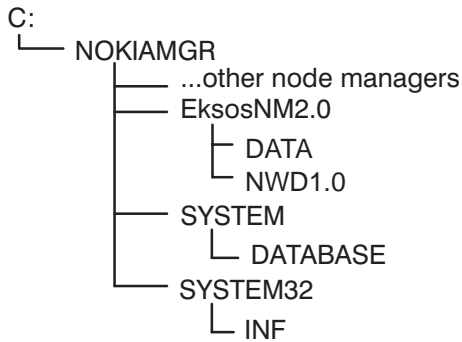 C:
NOKIAMGR
...other node managers
EksosNM2.0
DATA
NWD1.0
SYSTEM
DATABASE
SYSTEM32
INF